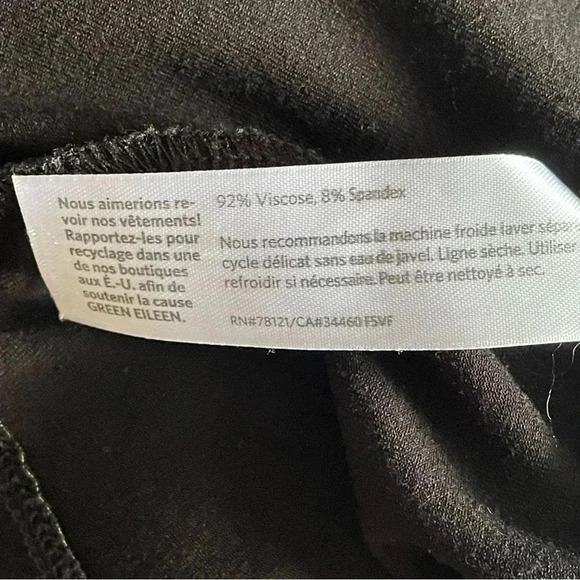 Nous aimerions re-
voir nos vêtements!
Rapportez-les pour
recyclage dans une
de nos boutiques
aux É.-U. afin de
soutenir la cause
GREEN EILEEN.
92% Viscose, 8% Spandex
Nous recommandons la machine froide laver sépar
cycle délicat sans eau de javel. Ligne sèche. Utiliser
refroidir si nécessaire. Peut être nettoyé à sec.
RN#78121/CA#34460 F5VF